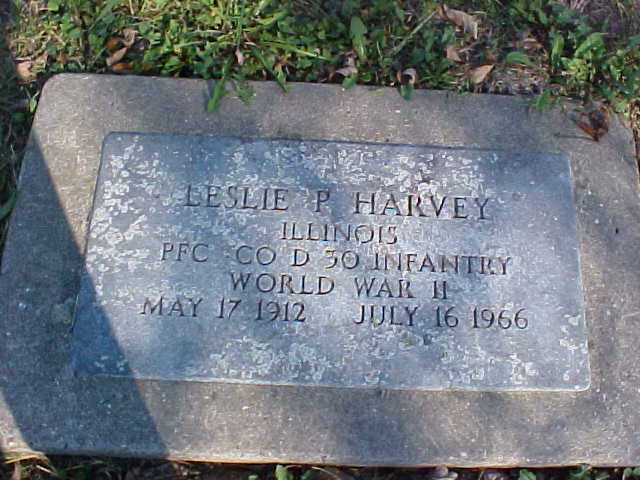 LESLIE P HARVEY
ILLINOIS
PFC CO D 30 INFANTRY
WORLD WAR II
MAY 17 1912 JULY 16 1966